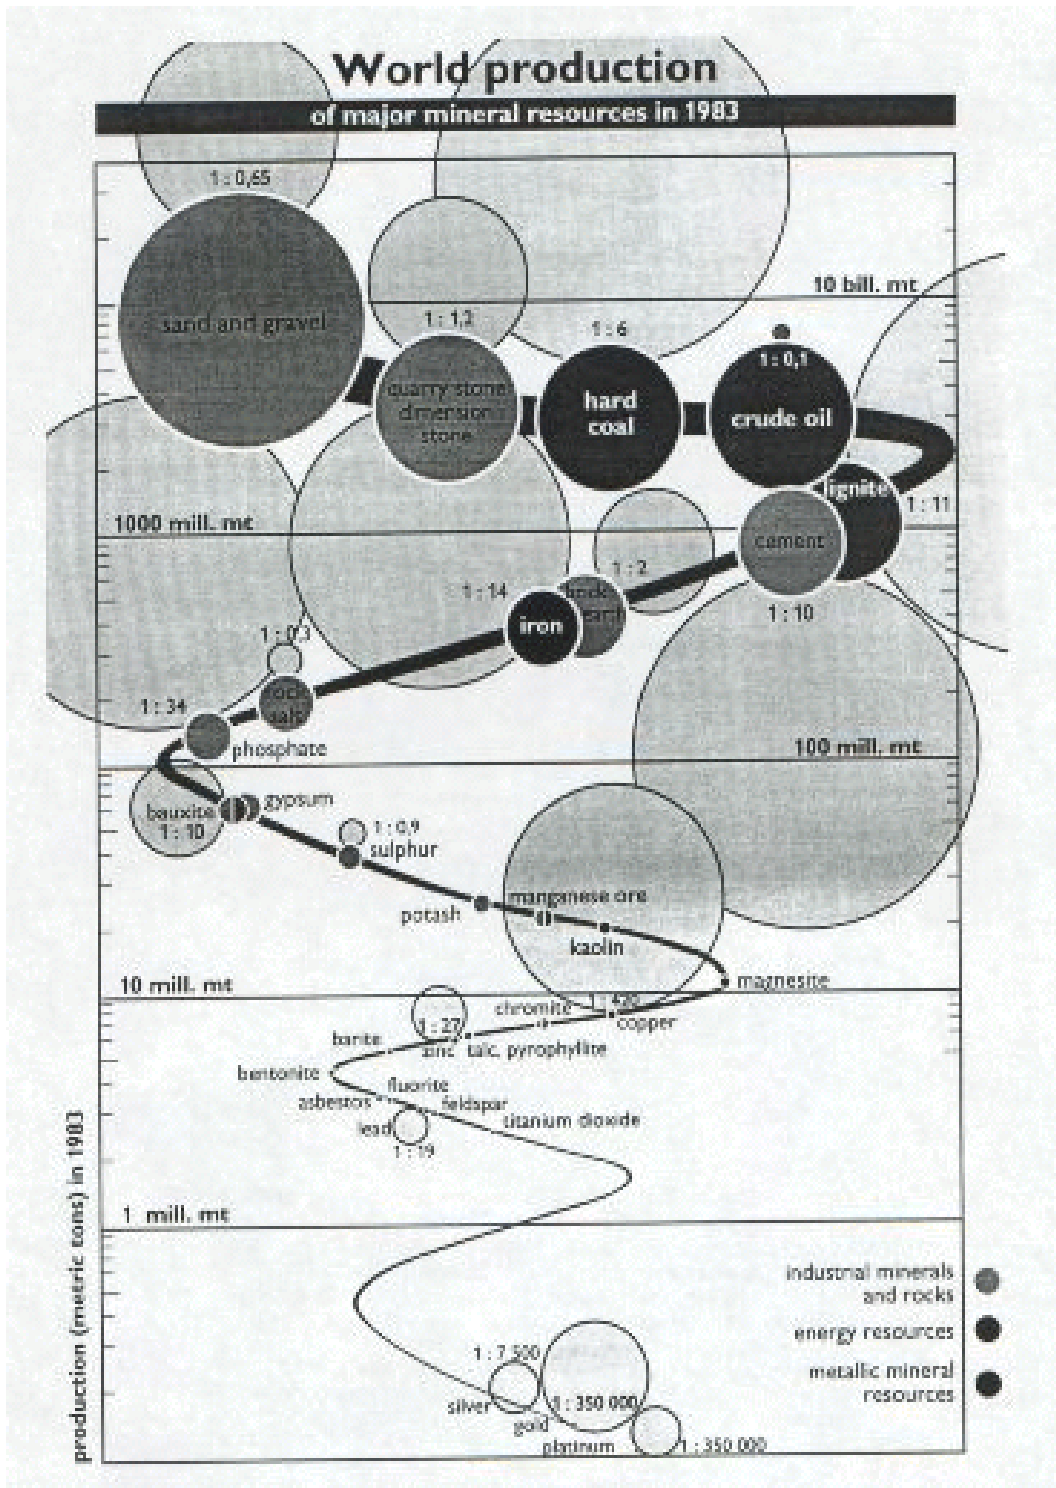 World production
of major mineral resources in 1983
1 : 0,65
10 bill. mt
sand and gravel
1 : 1,2
1 : 6
1 : 0,1
quarry stone
dimension
stone
hard
coal
crude oil
lignite
1 : 11
1000 mill. mt
cement
1 : 2
1 : 14
iron
1 : 10
1 : 0,3
rock
salt
1 : 34
phosphate
100 mill. mt
gypsum
bauxite
1 : 10
1 : 0,9
sulphur
manganese ore
potash
kaolin
10 mill. mt
magnesite
1 : 420
chromite
copper
1 : 27
barite
zinc
talc, pyrophyllite
bentonite
fluorite
asbestos
feldspar
titanium dioxide
lead
1 : 19
production (metric tons) in 1983
1 mill. mt
industrial minerals
and rocks
energy resources
metallic mineral
resources
1 : 7 500
1 : 350 000
silver
gold
platinum
1 : 350 000